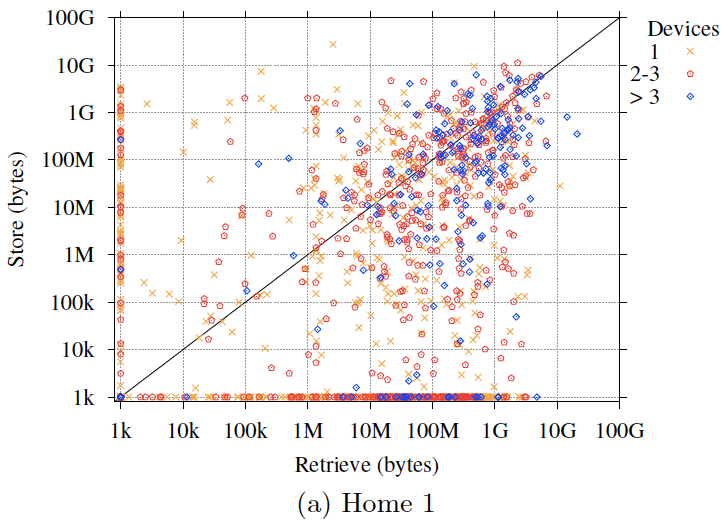 100G
10G
1G
100M
10M
1M
100k
10k
1k
Store (bytes)
1k 10k 100k 1M 10M 100M 1G 10G 100G
Retrieve (bytes)
Devices
1
2-3
> 3
(a) Home 1